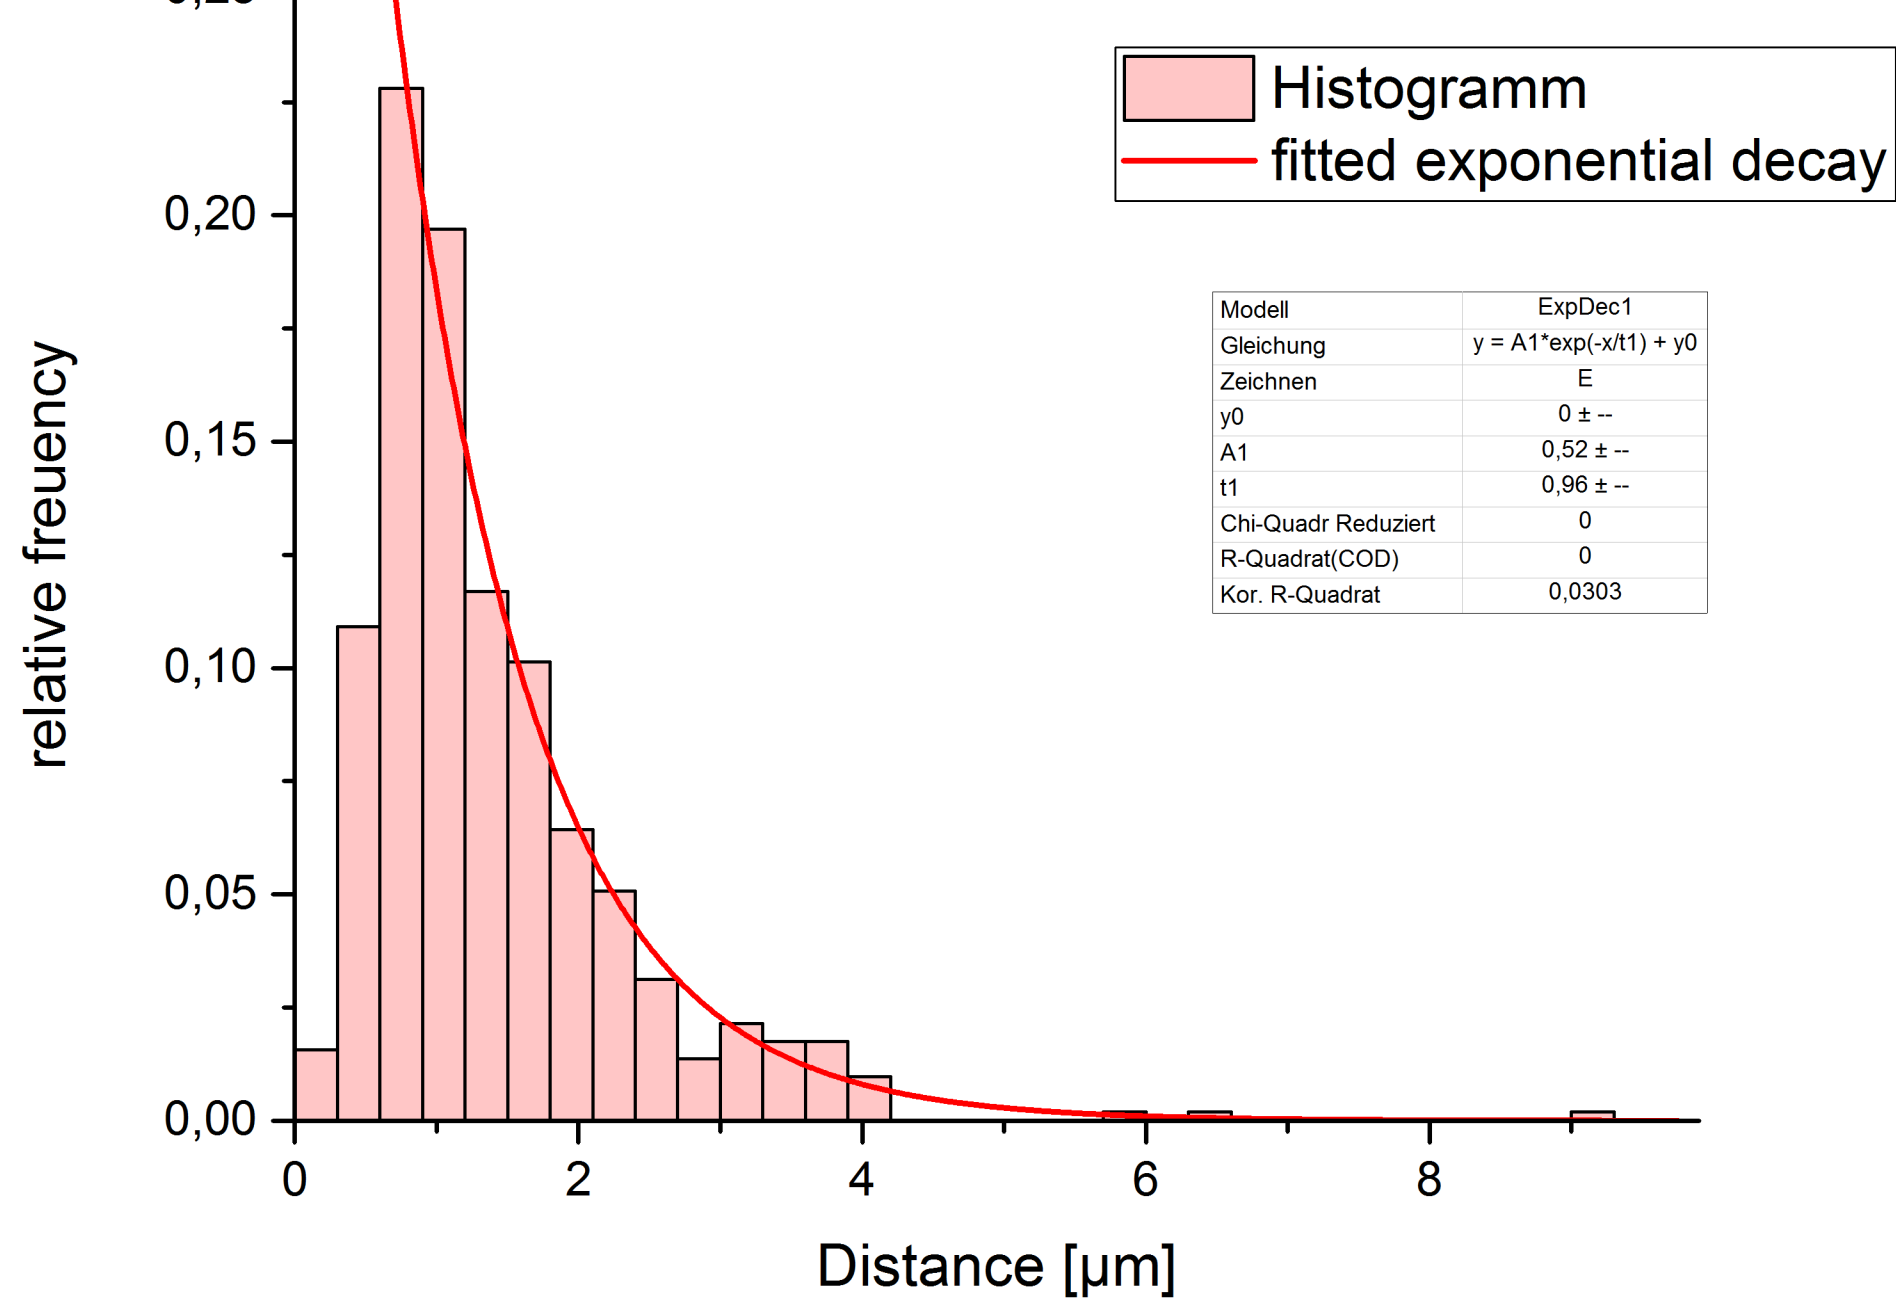 Histogramm
fitted exponential decay
Modell ExpDec1
Gleichung y = A1*exp(-x/t1) + y0
Zeichnen E
y0 0 ± --
A1 0,52 ± --
t1 0,96 ± --
Chi-Quadr Reduziert 0
R-Quadrat(COD) 0
Kor. R-Quadrat 0,0303
relative freuency
0,20
0,15
0,10
0,05
0,00
0 2 4 6 8
Distance [µm]